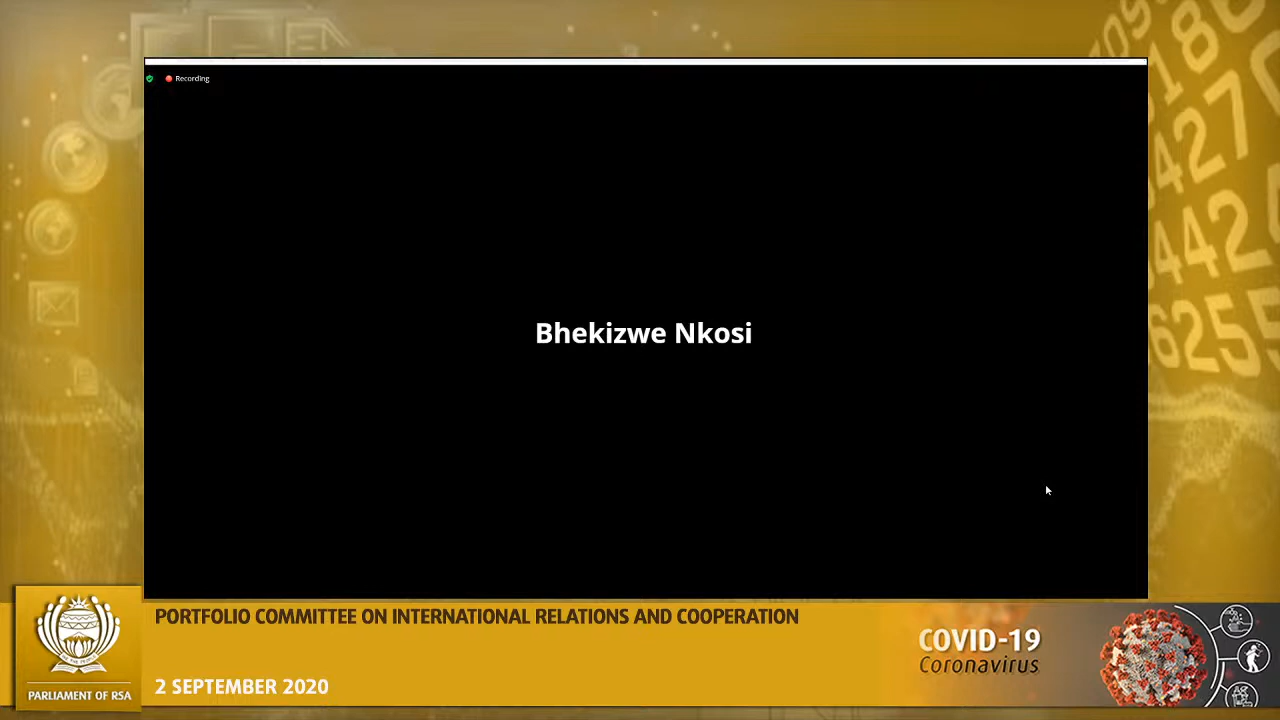 Recording
Bhekizwe Nkosi
PORTFOLIO COMMITTEE ON INTERNATIONAL RELATIONS AND COOPERATION
2 SEPTEMBER 2020
PARLIAMENT OF RSA
COVID-19
Coronavirus